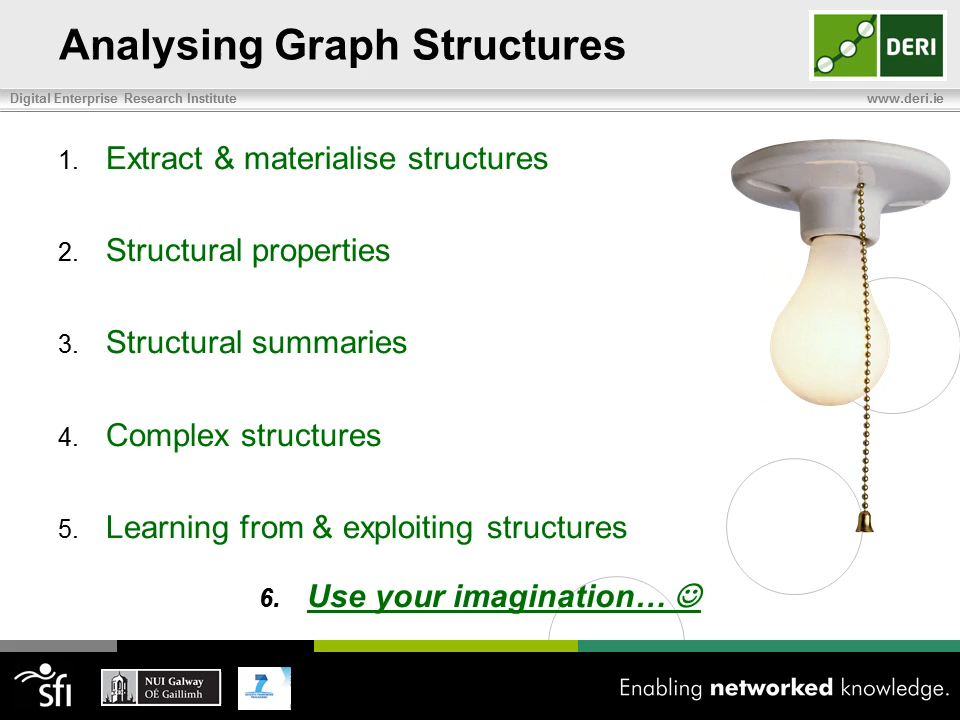 Analysing Graph Structures
DERI
Digital Enterprise Research Institute
www.deri.ie
1. Extract & materialise structures
2. Structural properties
3. Structural summaries
4. Complex structures
5. Learning from & exploiting structures
6. Use your imagination… ☺
sfi
NUI Galway
OÉ Gaillimh
7
Enabling networked knowledge.